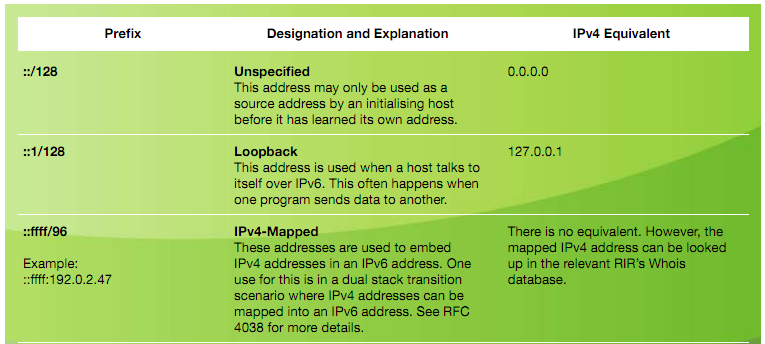 Prefix Designation and Explanation IPv4 Equivalent
::/128 Unspecified 0.0.0.0
This address may only be used as a
source address by an initialising host
before it has learned its own address.
::1/128 Loopback 127.0.0.1
This address is used when a host talks to
itself over IPv6. This often happens when
one program sends data to another.
::ffff/96 IPv4-Mapped There is no equivalent. However, the
These addresses are used to embed mapped IPv4 address can be looked
Example: IPv4 addresses in an IPv6 address. One up in the relevant RIR’s Whois
::ffff:192.0.2.47 use for this is in a dual stack transition database.
scenario where IPv4 addresses can be
mapped into an IPv6 address. See RFC
4038 for more details.